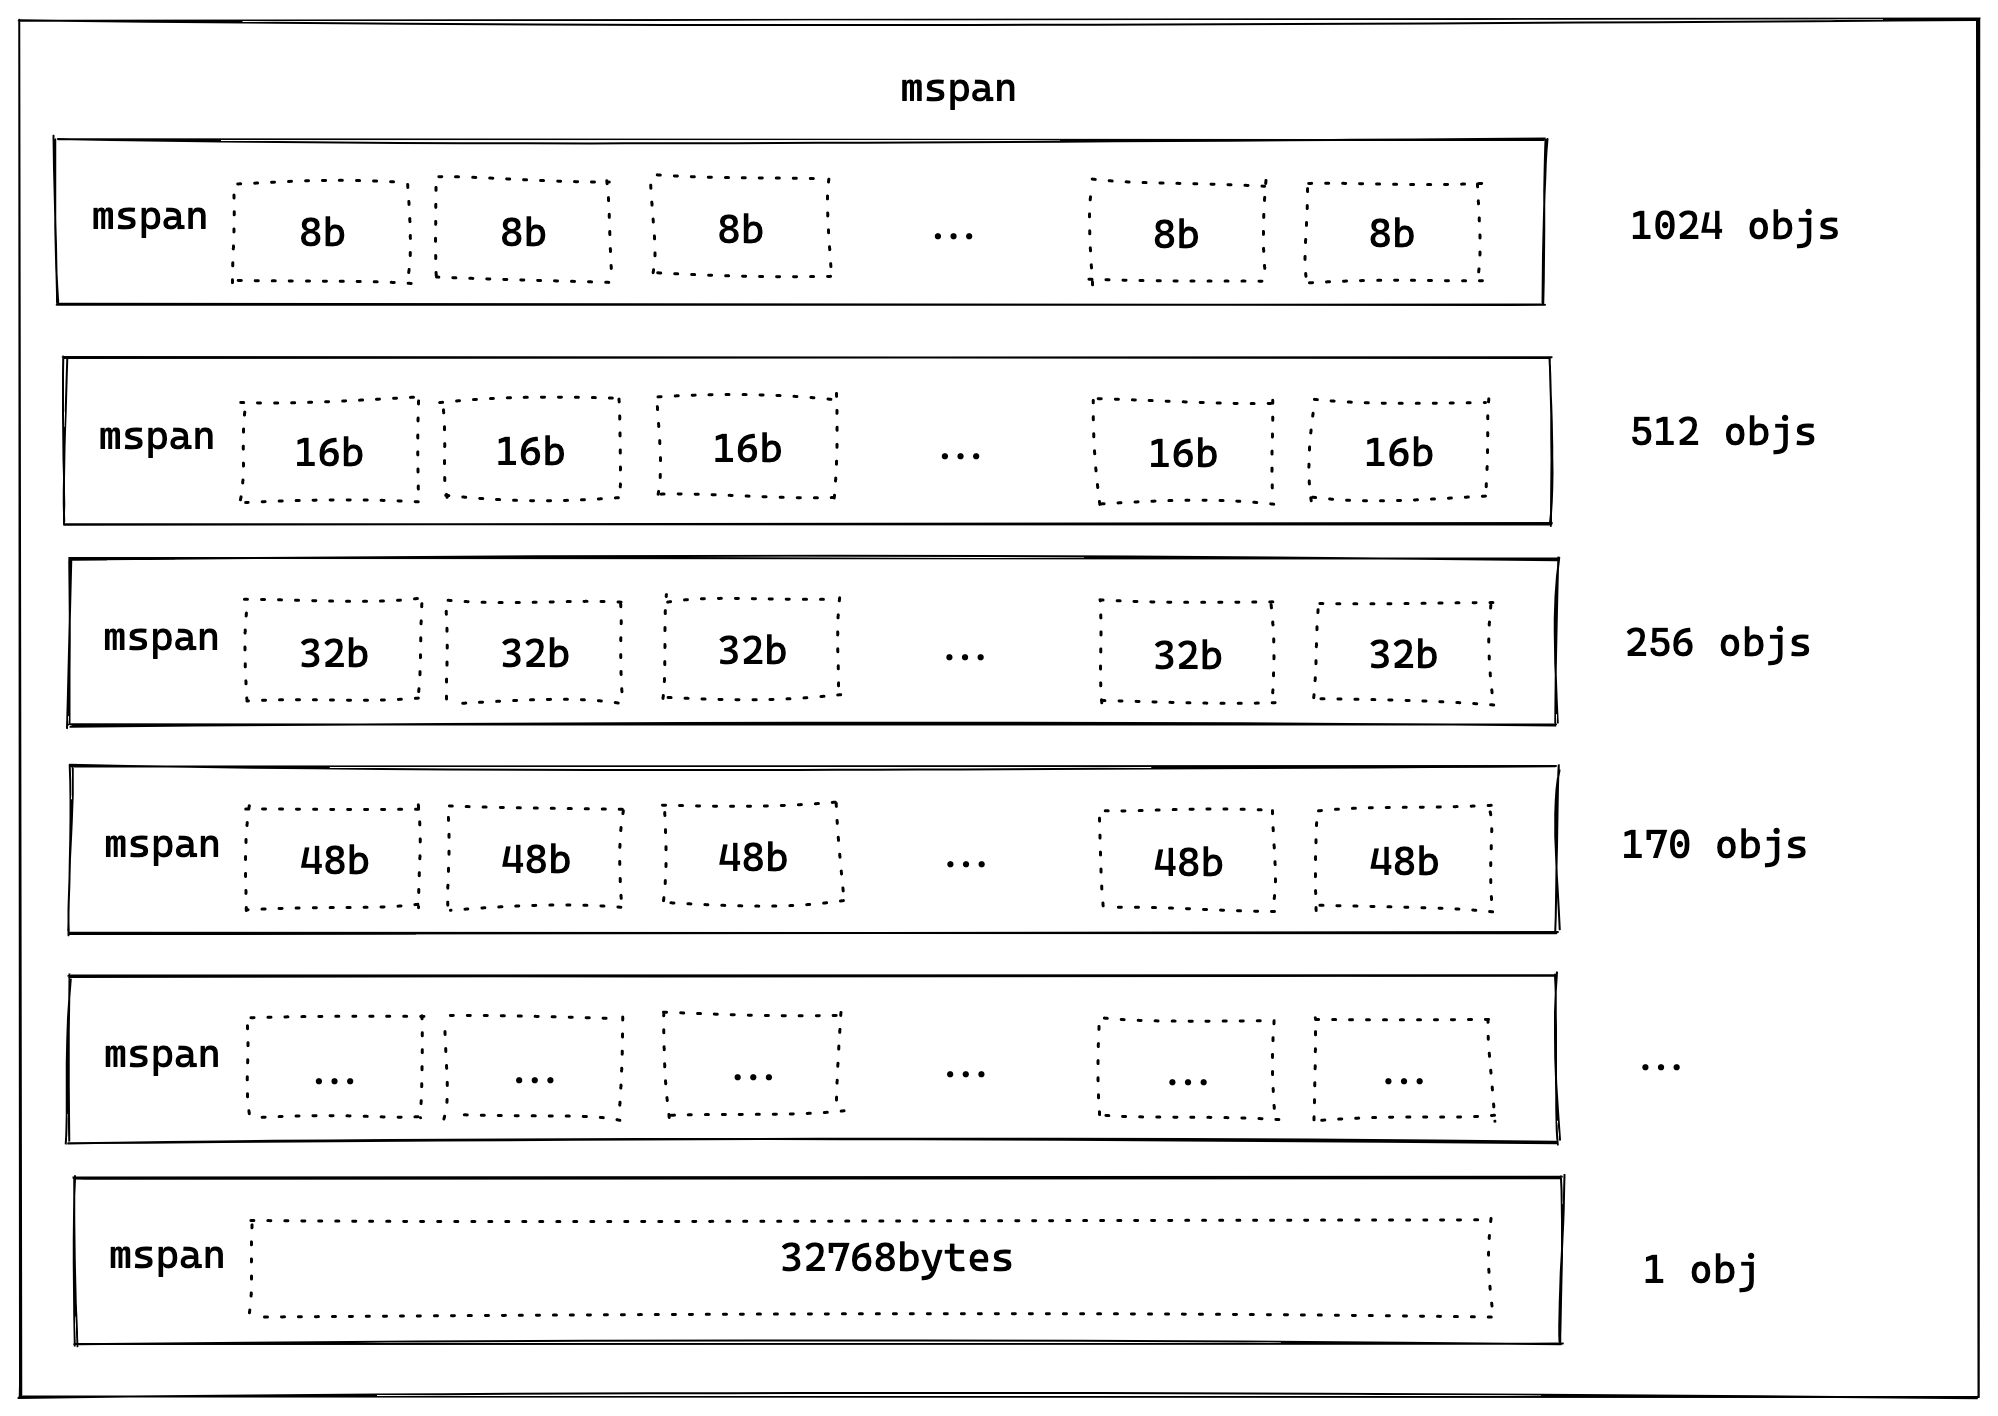 mspan
mspan 8b 8b 8b ... 8b 8b 1024 objs
mspan 16b 16b 16b ... 16b 16b 512 objs
mspan 32b 32b 32b ... 32b 32b 256 objs
mspan 48b 48b 48b ... 48b 48b 170 objs
mspan ... ... ... ... ... ... ...
mspan 32768bytes 1 obj